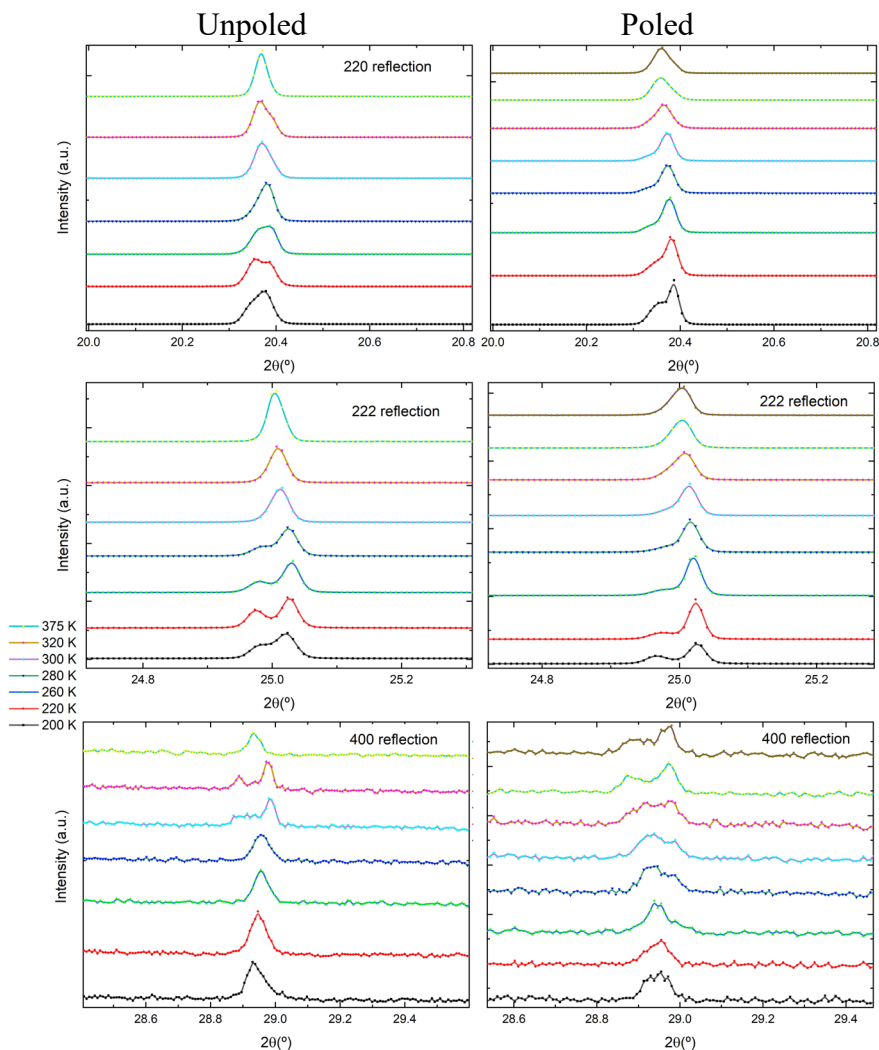 Unpoled
Poled
220 reflection
Intensity (a.u.)
20.0 20.2 20.4 20.6 20.8
2θ(º)
20.0 20.2 20.4 20.6 20.8
2θ(º)
222 reflection
Intensity (a.u.)
24.8 25.0 25.2
2θ(º)
222 reflection
24.8 25.0 25.2
2θ(º)
375 K
320 K
300 K
280 K
260 K
220 K
200 K
400 reflection
Intensity (a.u.)
28.6 28.8 29.0 29.2 29.4
2θ(º)
400 reflection
28.6 28.8 29.0 29.2 29.4
2θ(º)